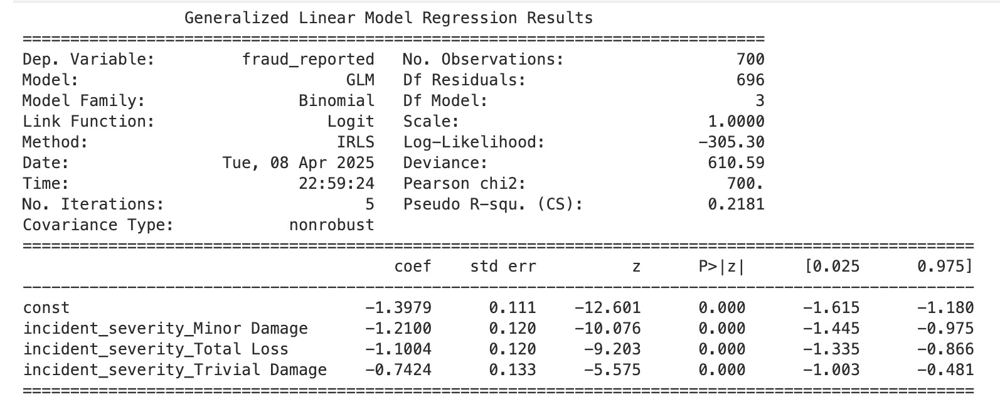 Generalized Linear Model Regression Results
==============================================================================
Dep. Variable:         fraud_reported   No. Observations:                  700
Model:                            GLM   Df Residuals:                      696
Model Family:                Binomial   Df Model:                            3
Link Function:                  Logit   Scale:                          1.0000
Method:                          IRLS   Log-Likelihood:                -305.30
Date:                Tue, 08 Apr 2025   Deviance:                       610.59
Time:                        22:59:24   Pearson chi2:                     700.
No. Iterations:                     5   Pseudo R-squ. (CS):             0.2181
Covariance Type:            nonrobust
====================================================================================================
                                       coef    std err          z      P>|z|      [0.025      0.975]
----------------------------------------------------------------------------------------------------
const                               -1.3979      0.111    -12.601      0.000      -1.615      -1.180
incident_severity_Minor Damage      -1.2100      0.120    -10.076      0.000      -1.445      -0.975
incident_severity_Total Loss        -1.1004      0.120     -9.203      0.000      -1.335      -0.866
incident_severity_Trivial Damage    -0.7424      0.133     -5.575      0.000      -1.003      -0.481
====================================================================================================